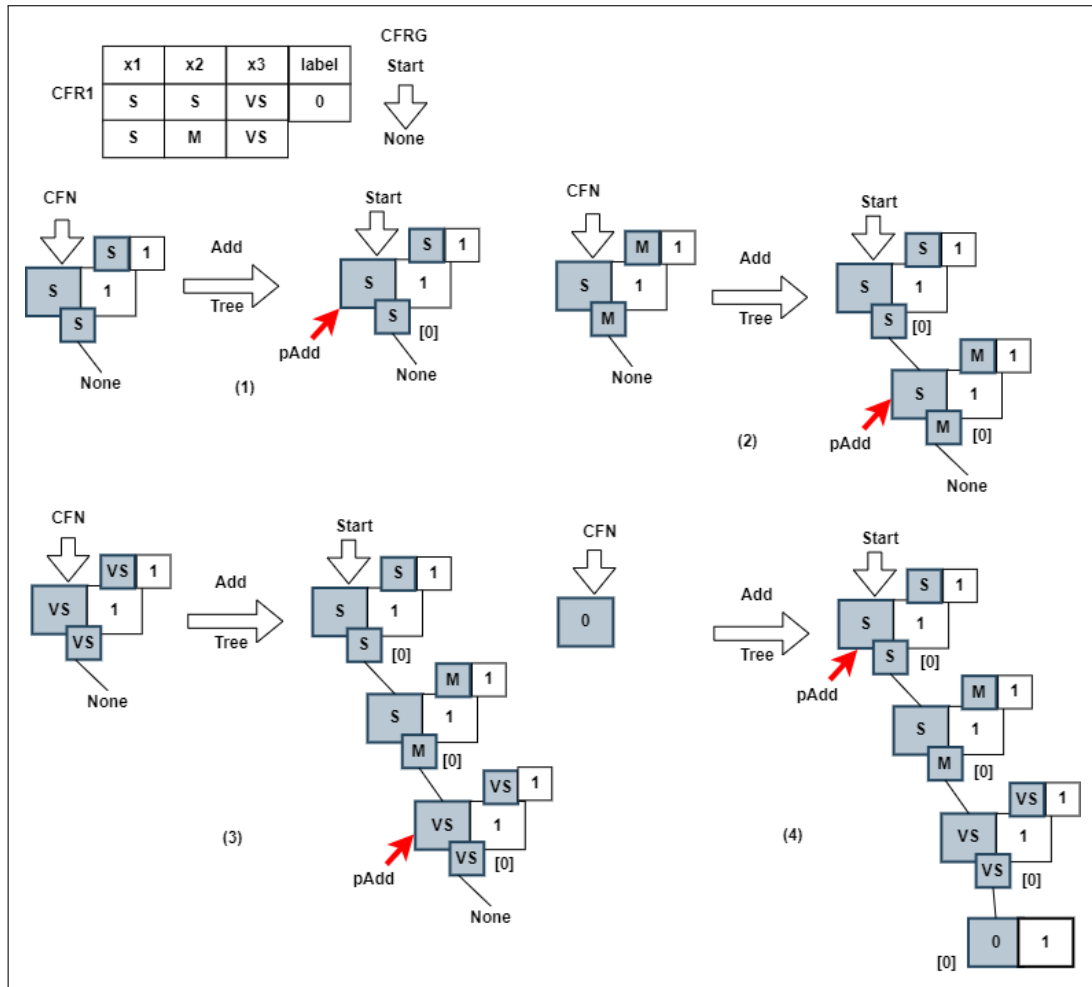 CFRG
x1 x2 x3 label
Start
CFR1
S S VS 0
S M VS
None
CFN
S 1
S 1
S
None
Add
Tree
Start
S 1
S 1
S
[0]
pAdd
None
(1)
CFN
M 1
S 1
M
None
Add
Tree
Start
S 1
S 1
S
[0]
M 1
S 1
M
[0]
pAdd
None
(2)
CFN
VS 1
VS 1
VS
None
Add
Tree
Start
S 1
S 1
S
[0]
M 1
S 1
M
[0]
VS 1
VS 1
VS
[0]
pAdd
None
(3)
CFN
0
Add
Tree
Start
S 1
S 1
S
[0]
pAdd
M 1
S 1
M
[0]
VS 1
VS 1
VS
[0]
0 1
[0]
(4)